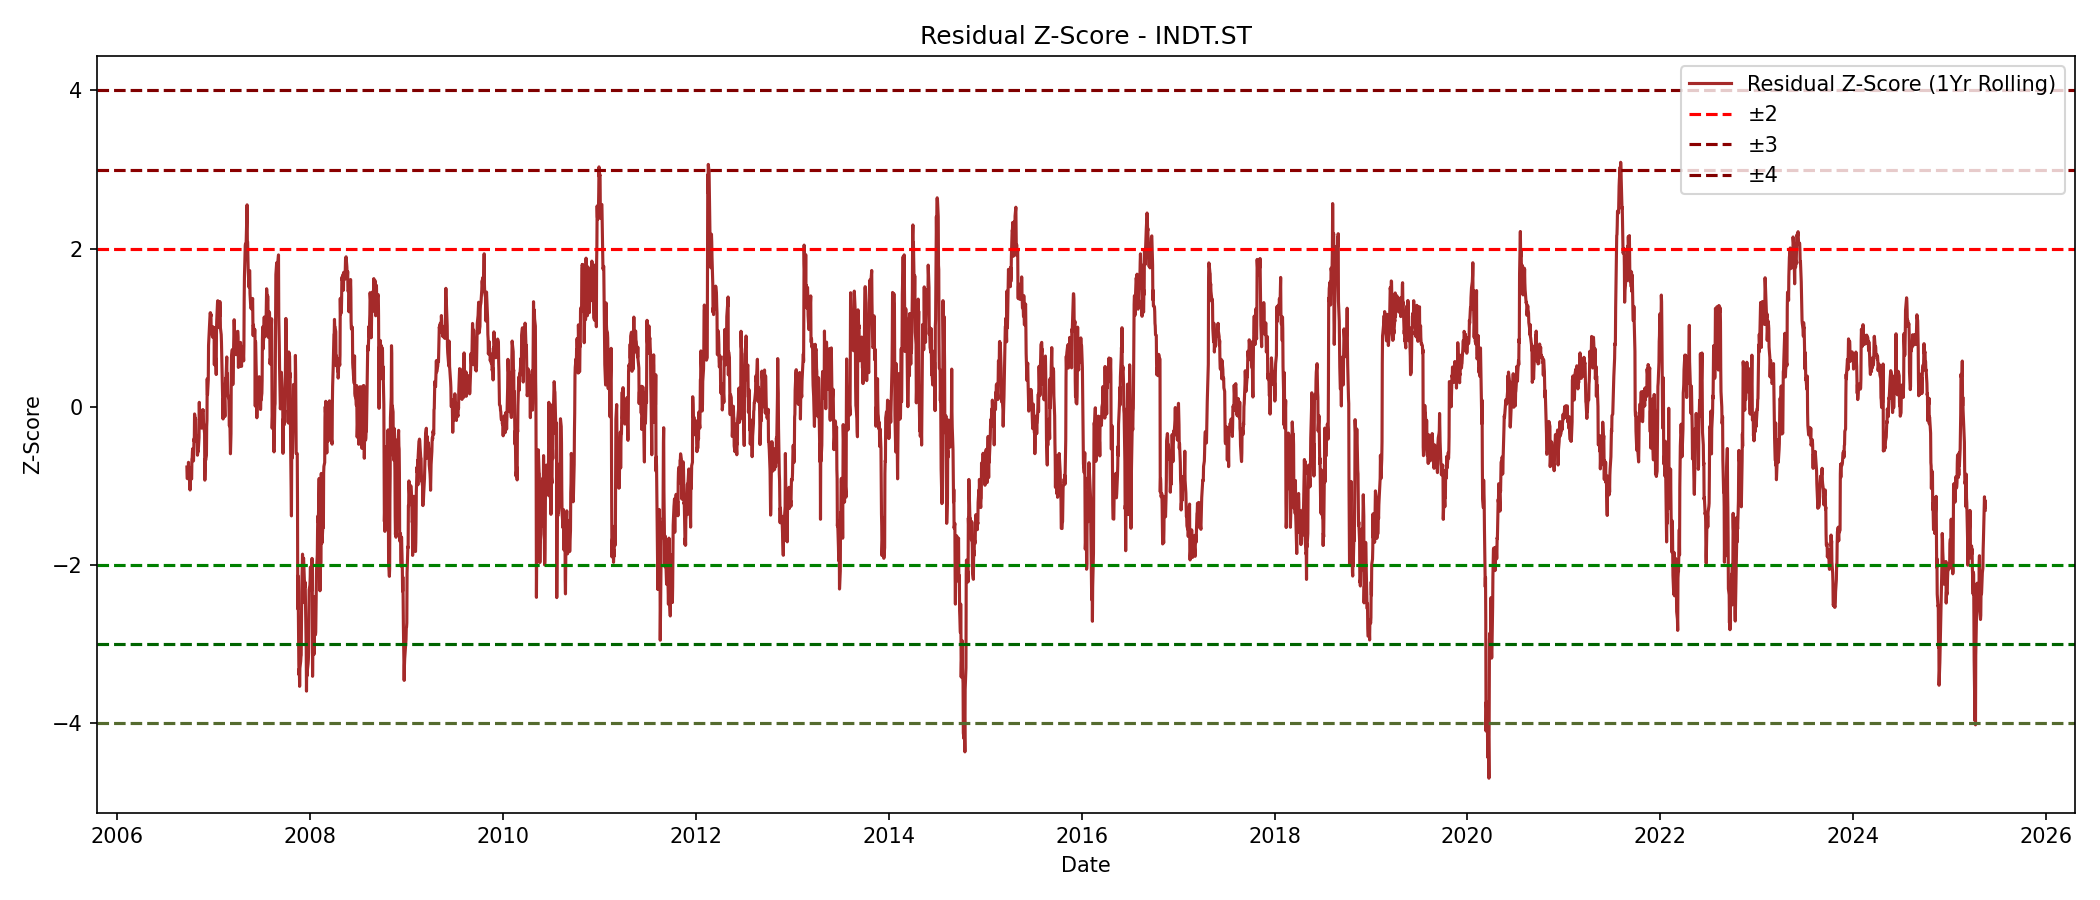 Residual Z-Score - INDT.ST
Residual Z-Score (1Yr Rolling)
±2
±3
±4
4
2
0
−2
−4
Z-Score
2006 2008 2010 2012 2014 2016 2018 2020 2022 2024 2026
Date